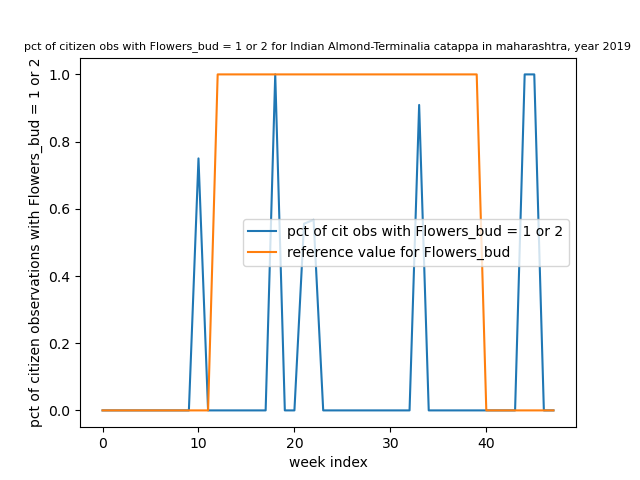 pct of citizen obs with Flowers_bud = 1 or 2 for Indian Almond-Terminalia catappa in maharashtra, year 2019
pct of citizen observations with Flowers_bud = 1 or 2
1.0
0.8
0.6
0.4
0.2
0.0
pct of cit obs with Flowers_bud = 1 or 2
reference value for Flowers_bud
0 10 20 30 40
week index